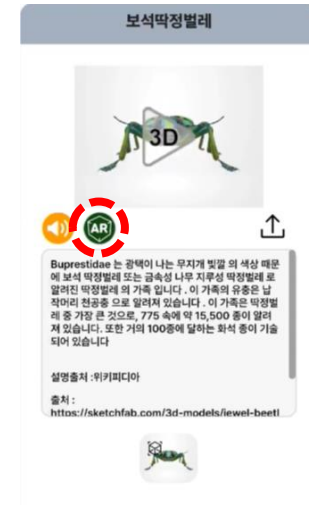 보석딱정벌레
3D
AR
Buprestidae 는 광택이 나는 무지개 빛깔 의 색상 때문
에 보석 딱정벌레 또는 금속성 나무 지루성 딱정벌레 로
알려진 딱정벌레 의 가족 입니다 . 이 가족의 유충은 납
작머리 천공충 으로 알려져 있습니다 . 이 가족은 딱정벌
레 중 가장 큰 것으로, 775 속에 약 15,500 종이 알려
져 있습니다. 또한 거의 100종에 달하는 화석 종이 기술
되어 있습니다
설명출처 :위키피디아
출처 :
https://sketchfab.com/3d-models/jewel-beetl